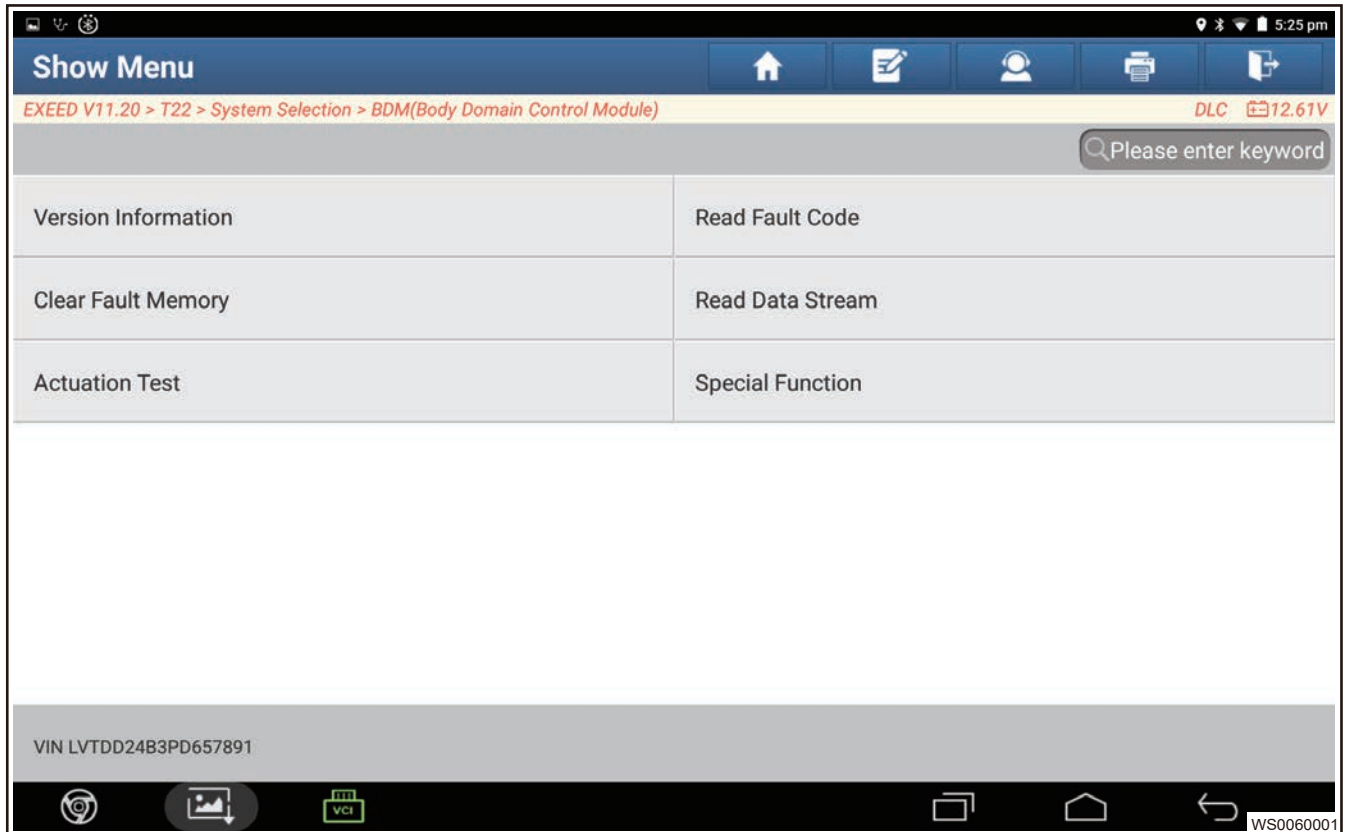 5:25 pm
Show Menu
EXEED V11.20 > T22 > System Selection > BDM(Body Domain Control Module)
DLC 12.61V
Please enter keyword
Version Information
Read Fault Code
Clear Fault Memory
Read Data Stream
Actuation Test
Special Function
VIN LVTDD24B3PD657891
VCI
WS0060001